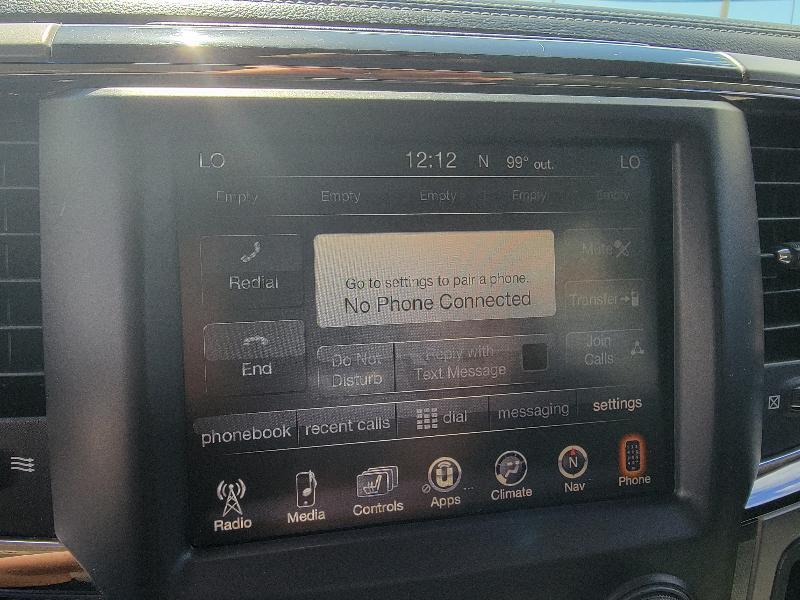 LO 12:12 N 99° out. LO
Empty Empty Empty Empty Empty
Redial
Go to settings to pair a phone.
No Phone Connected
Mute
Transfer
End
Do Not
Disturb
Reply with
Text Message
Join
Calls
phonebook recent calls dial messaging settings
Radio Media Controls Apps Climate Nav Phone
N